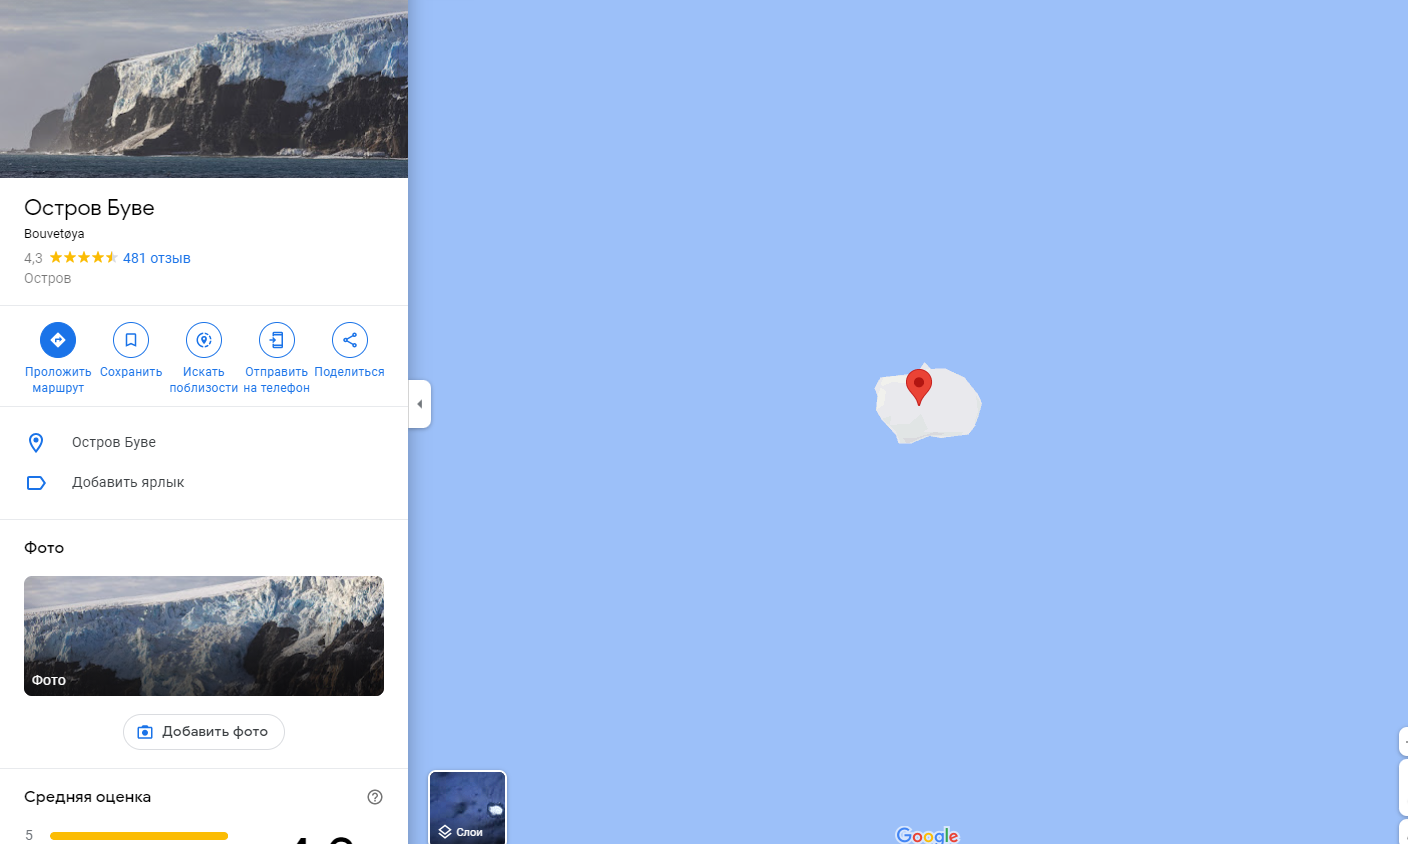 Остров Буве
Bouvetøya
4,3 481 отзыв
Остров
Проложить маршрут
Сохранить
Искать поблизости
Отправить на телефон
Поделиться
Остров Буве
Добавить ярлык
Фото
Фото
Добавить фото
Средняя оценка
5
Слои
Google